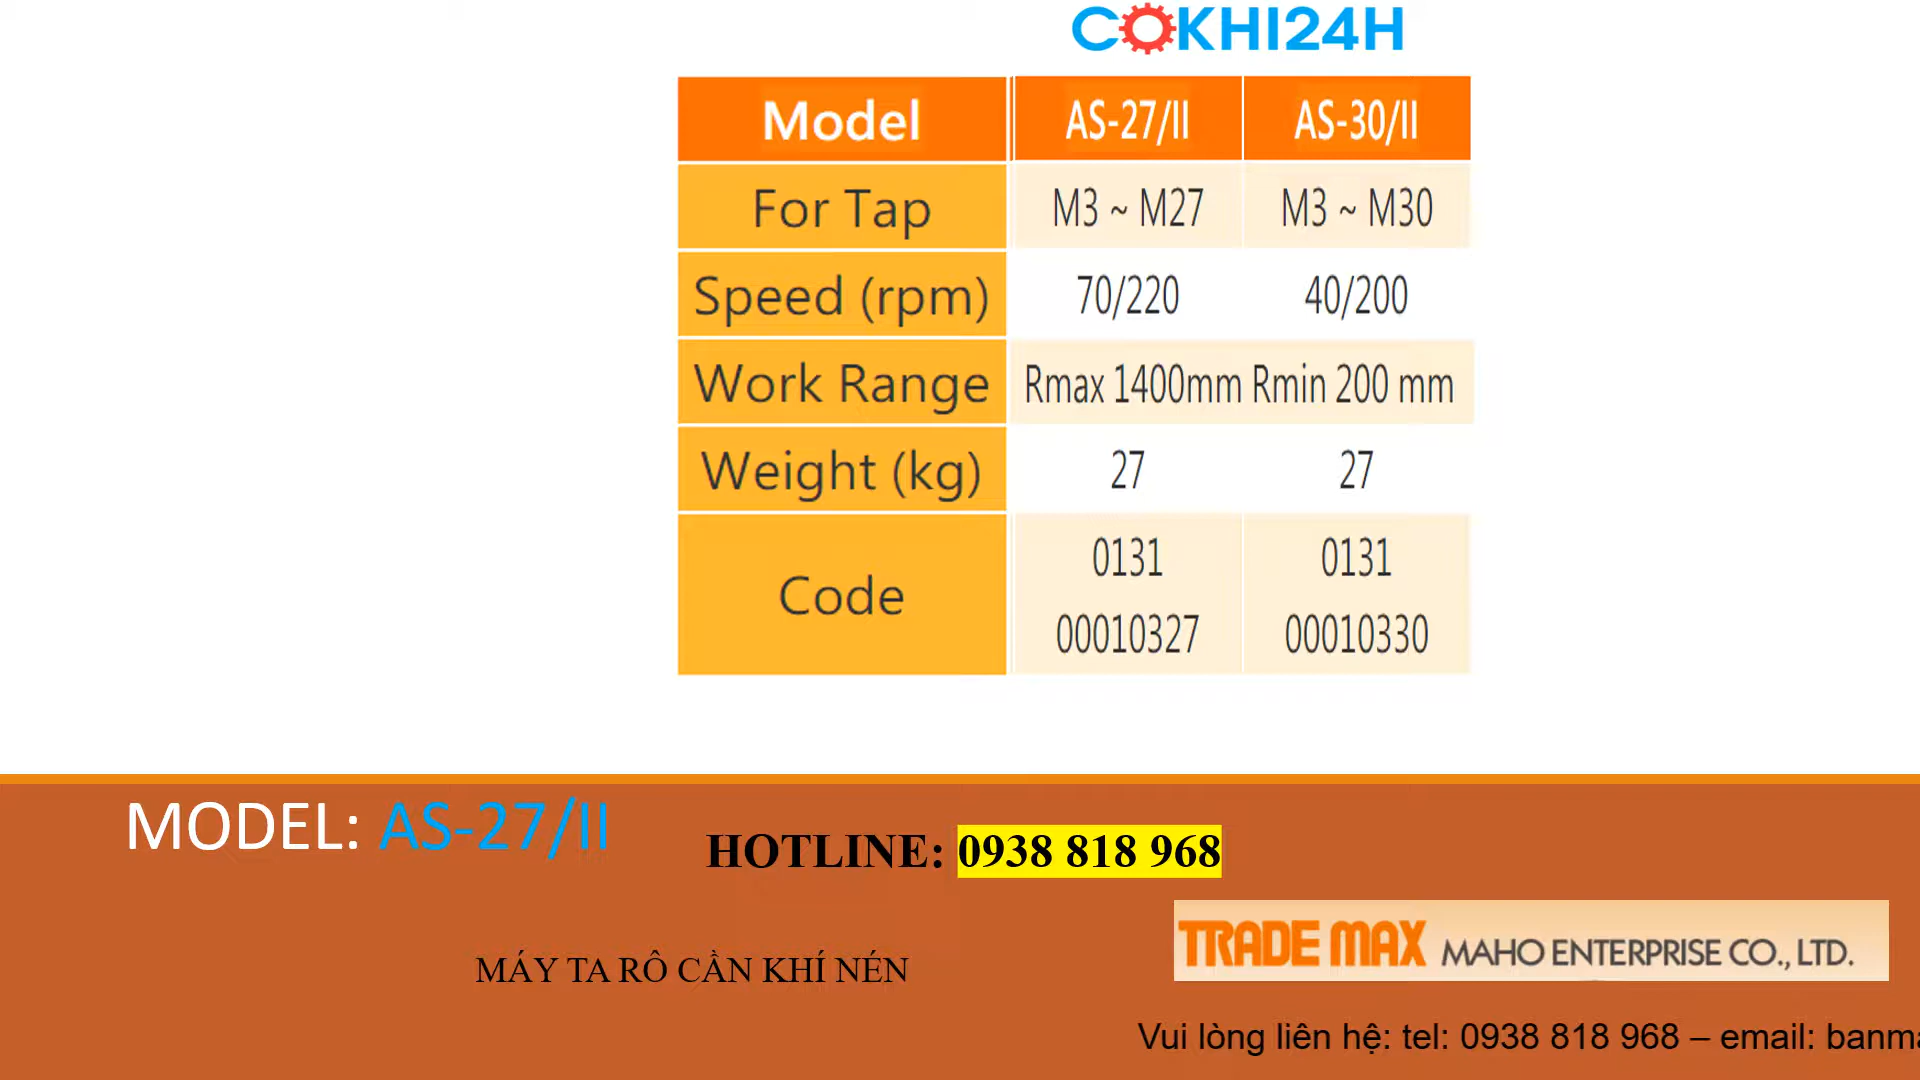 COKHI24H
Model AS-27/II AS-30/II
For Tap M3 ~ M27 M3 ~ M30
Speed (rpm) 70/220 40/200
Work Range Rmax 1400mm Rmin 200 mm
Weight (kg) 27 27
Code 0131 00010327 0131 00010330
MODEL: AS-27/II
HOTLINE: 0938 818 968
TRADE MAX MAHO ENTERPRISE CO., LTD.
MÁY TA RÔ CẦN KHÍ NÉN
Vui lòng liên hệ: tel: 0938 818 968 – email: